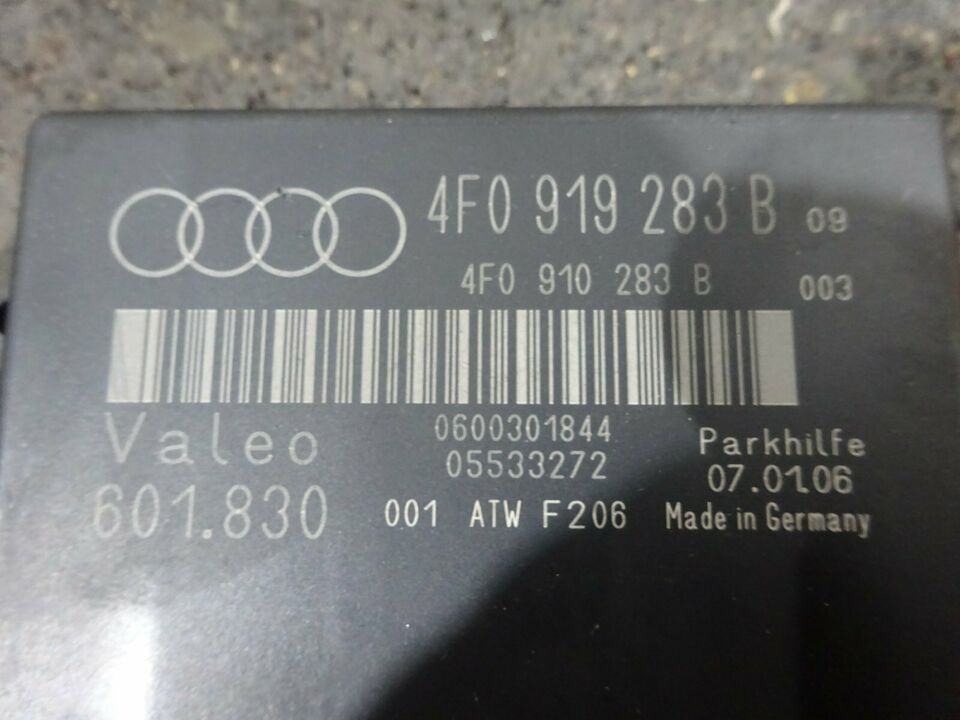 4F0 919 283 B 09
4F0 910 283 B 003
Valeo 0600301844 Parkhilfe
05533272 07.01.06
601.830 001 ATW F206 Made in Germany